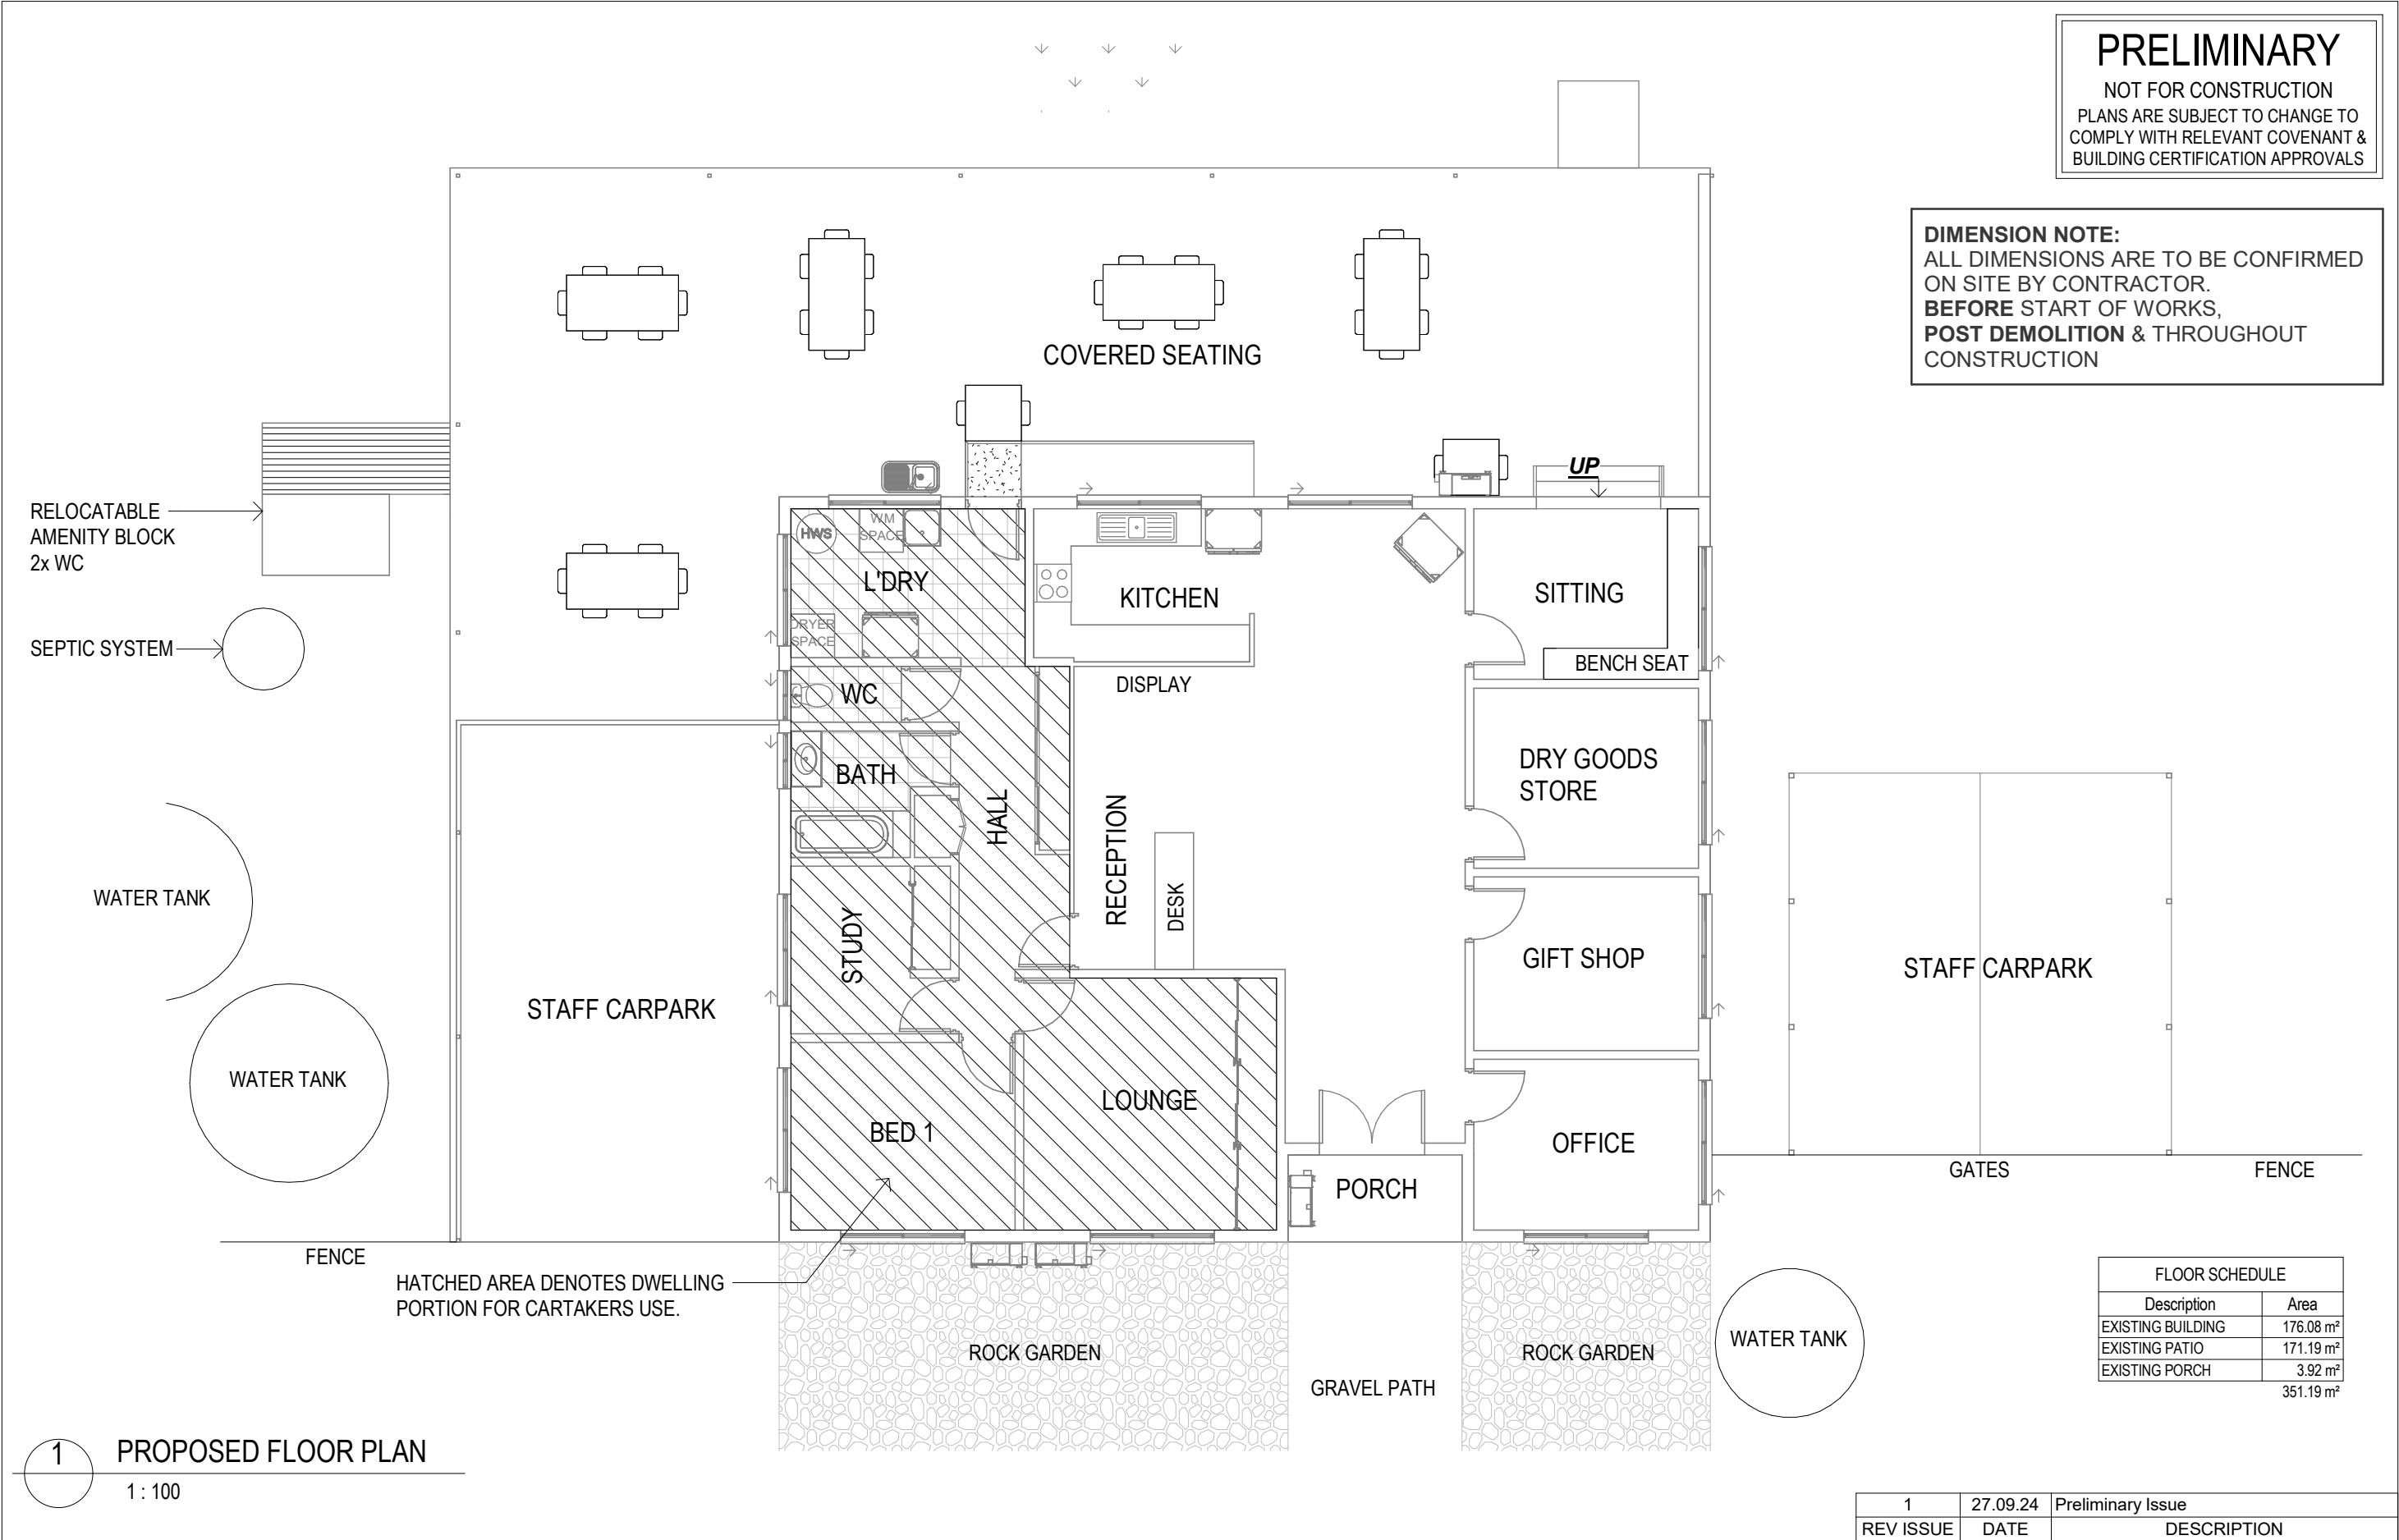 PRELIMINARY
NOT FOR CONSTRUCTION
PLANS ARE SUBJECT TO CHANGE TO
COMPLY WITH RELEVANT COVENANT &
BUILDING CERTIFICATION APPROVALS
DIMENSION NOTE:
ALL DIMENSIONS ARE TO BE CONFIRMED
ON SITE BY CONTRACTOR.
BEFORE START OF WORKS,
POST DEMOLITION & THROUGHOUT
CONSTRUCTION
COVERED SEATING
UP
RELOCATABLE
AMENITY BLOCK
2x WC
SEPTIC SYSTEM
HWS
WM
SPACE
L'DRY
DRYER
SPACE
KITCHEN
SITTING
BENCH SEAT
DISPLAY
WC
BATH
HALL
DRY GOODS
STORE
RECEPTION
DESK
STUDY
WATER TANK
GIFT SHOP
STAFF CARPARK
STAFF CARPARK
WATER TANK
LOUNGE
BED 1
OFFICE
PORCH
GATES
FENCE
FENCE
HATCHED AREA DENOTES DWELLING
PORTION FOR CARTAKERS USE.
ROCK GARDEN
GRAVEL PATH
ROCK GARDEN
WATER TANK
FLOOR SCHEDULE
Description Area
EXISTING BUILDING 176.08 m²
EXISTING PATIO 171.19 m²
EXISTING PORCH 3.92 m²
351.19 m²
1 PROPOSED FLOOR PLAN
1 : 100
1 27.09.24 Preliminary Issue
REV ISSUE DATE DESCRIPTION